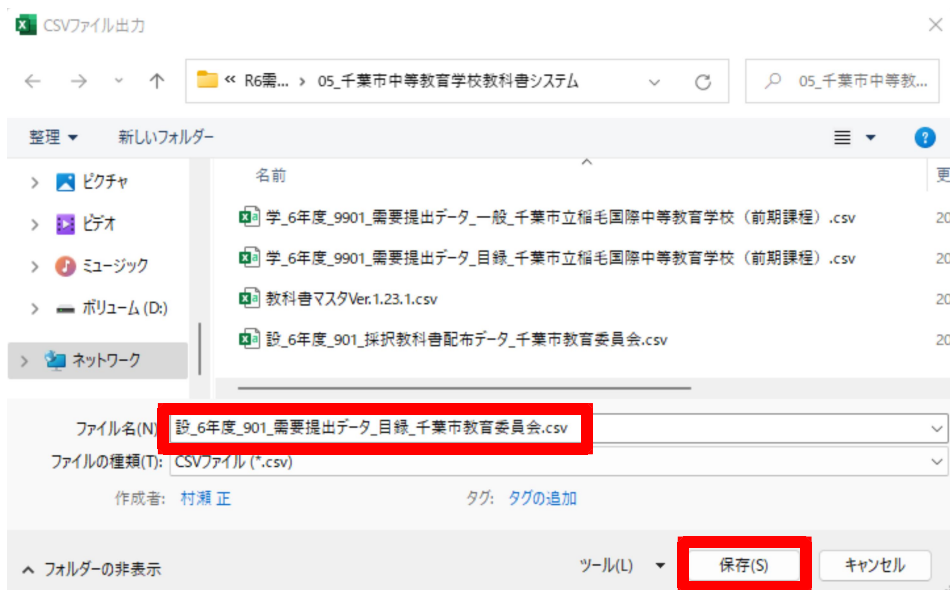 CSVファイル出力
« R6需... › 05_千葉市中等教育学校教科書システム
05_千葉市中等教...
整理 新しいフォルダー
名前
更
ピクチャ
ビデオ
ミュージック
ボリューム (D:)
ネットワーク
学_6年度_9901_需要提出データ_一般_千葉市立稲毛国際中等教育学校（前期課程）.csv
20
学_6年度_9901_需要提出データ_目録_千葉市立稲毛国際中等教育学校（前期課程）.csv
20
教科書マスタVer.1.23.1.csv
20
設_6年度_901_採択教科書配布データ_千葉市教育委員会.csv
20
ファイル名(N) 設_6年度_901_需要提出データ_目録_千葉市教育委員会.csv
ファイルの種類(T): CSVファイル (*.csv)
作成者: 村瀬 正 タグ: タグの追加
フォルダーの非表示 ツール(L) 保存(S) キャンセル